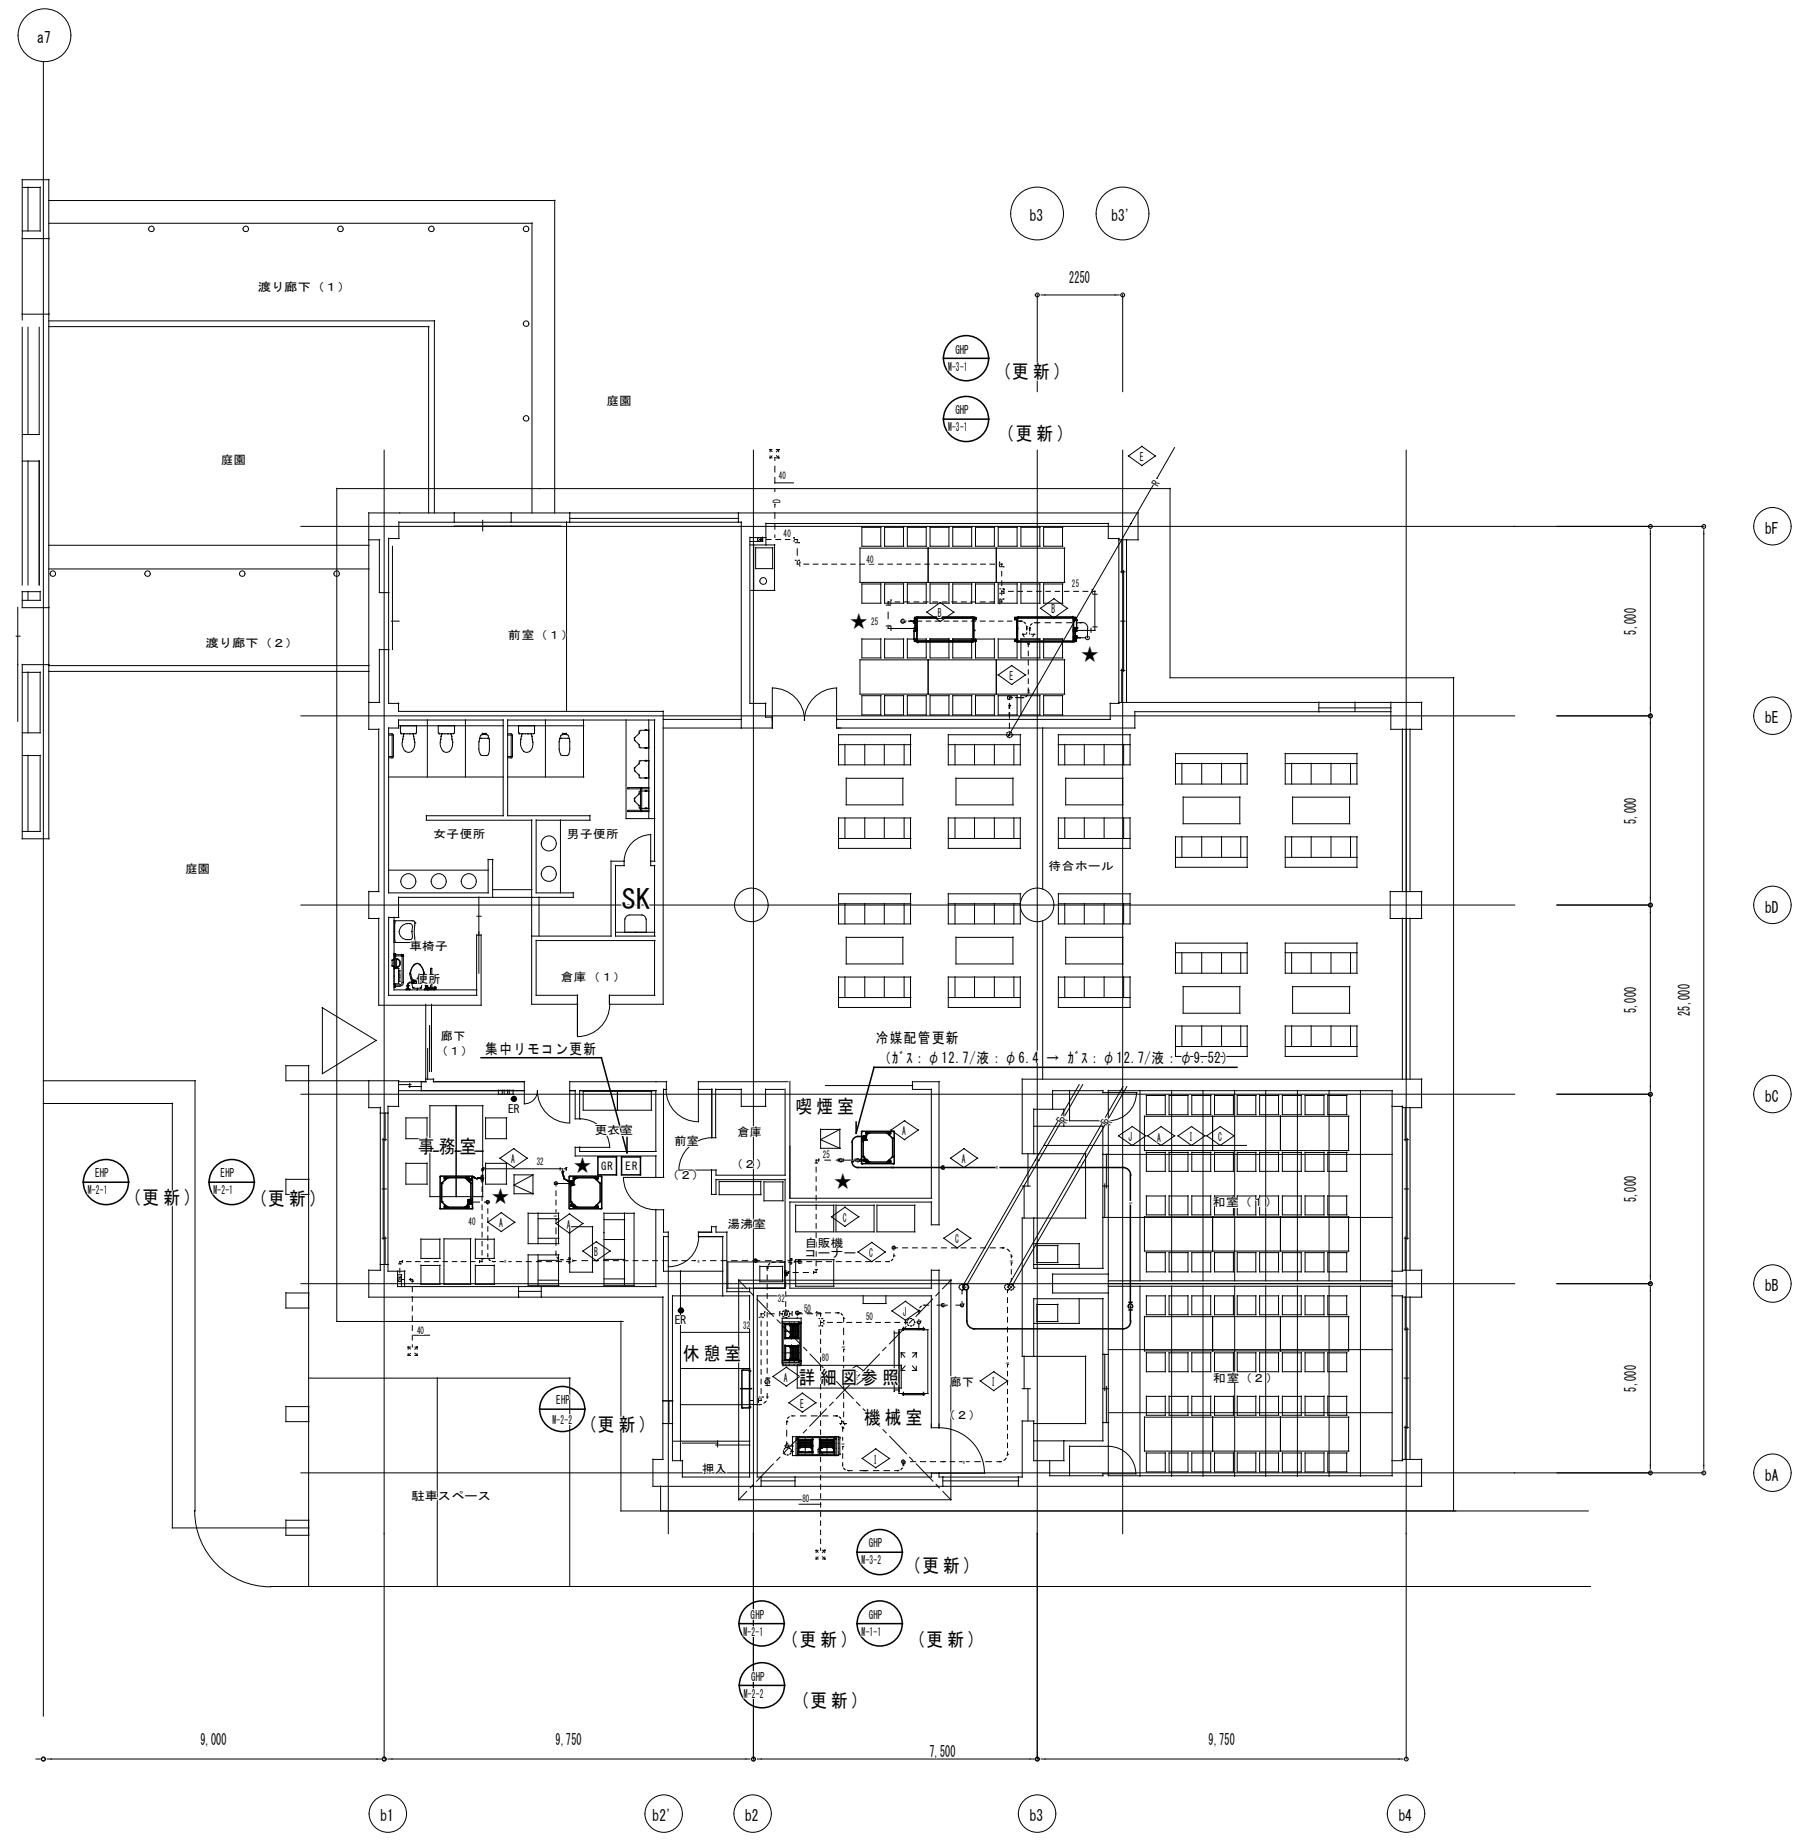 a7
b3
b3'
2250
渡り廊下（１）
GHP
M-3-1
（更新）
GHP
M-3-1
（更新）
庭園
庭園
E
R
40
bF
40
40
25
5,000
渡り廊下（２）
前室（１）
B
B
25
★
★
E
bE
女子便所
男子便所
5,000
待合ホール
庭園
SK
bD
車椅子
便所
倉庫（１）
5,000
25,000
廊下
（１）
集中リモコン更新
冷媒配管更新
（ｶﾞｽ：φ12.7/液：φ6.4 → ｶﾞｽ：φ12.7/液：φ9.52）
bC
ER
喫煙室
事務室
更衣室
前室
（２）
倉庫
（２）
A
R
R
J
A
I
C
EHP
M-2-1
（更新）
EHP
M-2-1
（更新）
A
32
★
GR
ER
25
A
★
★
5,000
和室（１）
40
A
A
B
湯沸室
C
自販機
コーナー
C
C
bB
ER
32
50
50
J
32
40
休憩室
80
詳細図参照
A
廊下
（２）
I
和室（２）
5,000
EHP
M-2-2
（更新）
E
機械室
I
押入
bA
駐車スペース
80
GHP
M-3-2
（更新）
GHP
M-2-1
（更新）
GHP
M-1-1
（更新）
GHP
M-2-2
（更新）
9,000
9,750
7,500
9,750
b1
b2'
b2
b3
b4